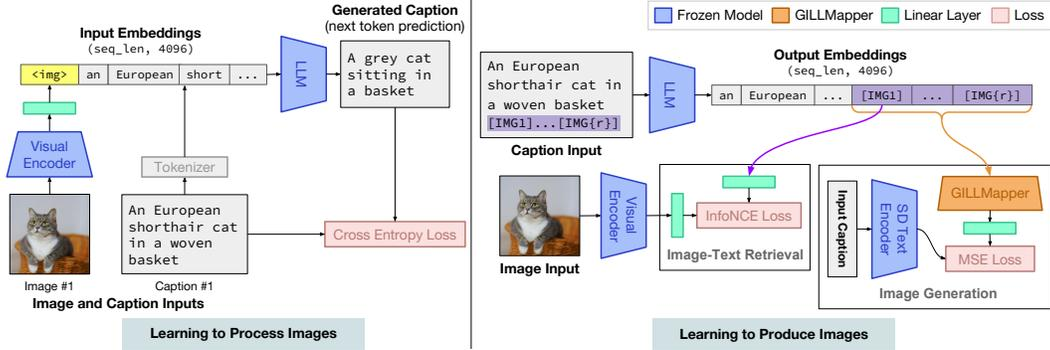 Input Embeddings
(seq_len, 4096)
<img> an European short ...
Visual
Encoder
Tokenizer
An European
shorthair cat
in a woven
basket
Image #1
Caption #1
Image and Caption Inputs
LLM
Generated Caption
(next token prediction)
A grey cat
sitting in
a basket
Cross Entropy Loss
Learning to Process Images
Frozen Model
GILLMapper
Linear Layer
Loss
An European
shorthair cat in
a woven basket
[IMG1]...[IMG{r}]
Caption Input
LLM
Output Embeddings
(seq_len, 4096)
an European ... [IMG1] ... [IMG{r}]
Image Input
Visual
Encoder
InfoNCE Loss
Image-Text Retrieval
Input Caption
SD Text
Encoder
GILLMapper
MSE Loss
Image Generation
Learning to Produce Images